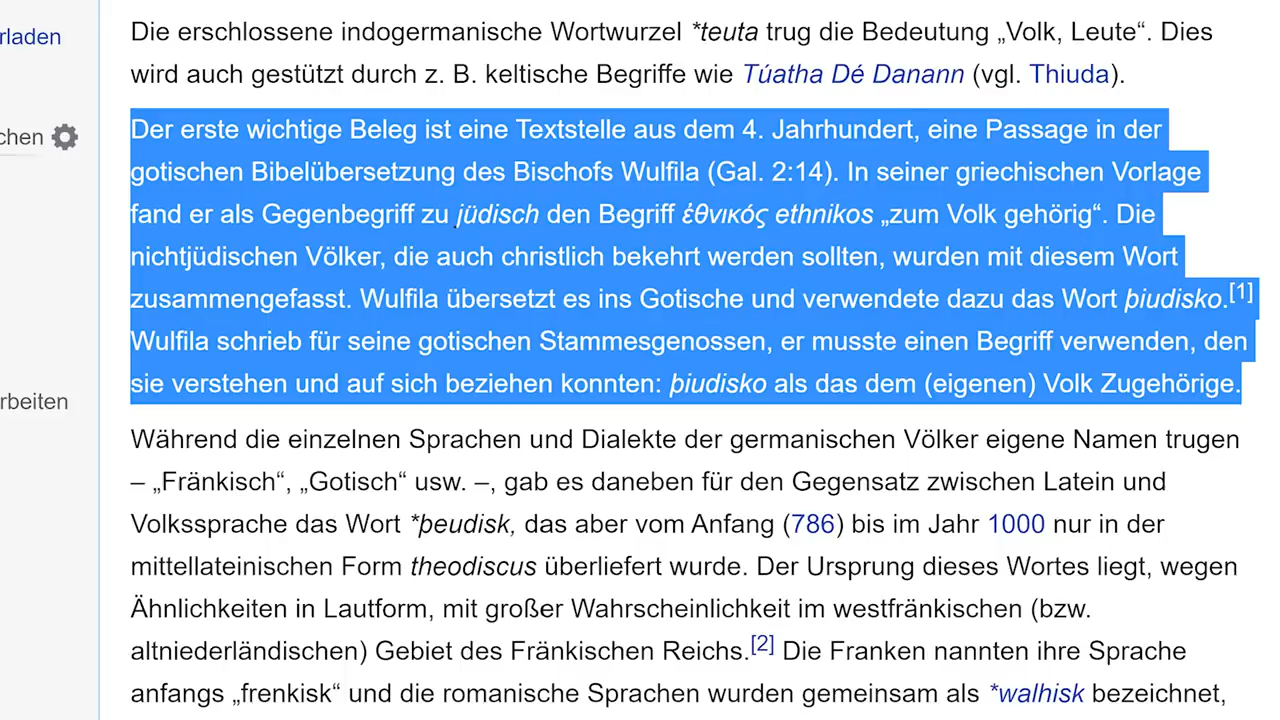 Die erschlossene indogermanische Wortwurzel *teuta trug die Bedeutung „Volk, Leute“. Dies
wird auch gestützt durch z. B. keltische Begriffe wie Túatha Dé Danann (vgl. Thiuda).
rladen
Der erste wichtige Beleg ist eine Textstelle aus dem 4. Jahrhundert, eine Passage in der
chen
gotischen Bibelübersetzung des Bischofs Wulfila (Gal. 2:14). In seiner griechischen Vorlage
fand er als Gegenbegriff zu jüdisch den Begriff ἐθνικός ethnikos „zum Volk gehörig“. Die
nichtjüdischen Völker, die auch christlich bekehrt werden sollten, wurden mit diesem Wort
zusammengefasst. Wulfila übersetzt es ins Gotische und verwendete dazu das Wort þiudisko.[1]
Wulfila schrieb für seine gotischen Stammesgenossen, er musste einen Begriff verwenden, den
sie verstehen und auf sich beziehen konnten: þiudisko als das dem (eigenen) Volk Zugehörige.
rbeiten
Während die einzelnen Sprachen und Dialekte der germanischen Völker eigene Namen trugen
– „Fränkisch“, „Gotisch“ usw. –, gab es daneben für den Gegensatz zwischen Latein und
Volkssprache das Wort *þeudisk, das aber vom Anfang (786) bis im Jahr 1000 nur in der
mittellateinischen Form theodiscus überliefert wurde. Der Ursprung dieses Wortes liegt, wegen
Ähnlichkeiten in Lautform, mit großer Wahrscheinlichkeit im westfränkischen (bzw.
altniederländischen) Gebiet des Fränkischen Reichs.[2] Die Franken nannten ihre Sprache
anfangs „frenkisk“ und die romanische Sprachen wurden gemeinsam als *walhisk bezeichnet,